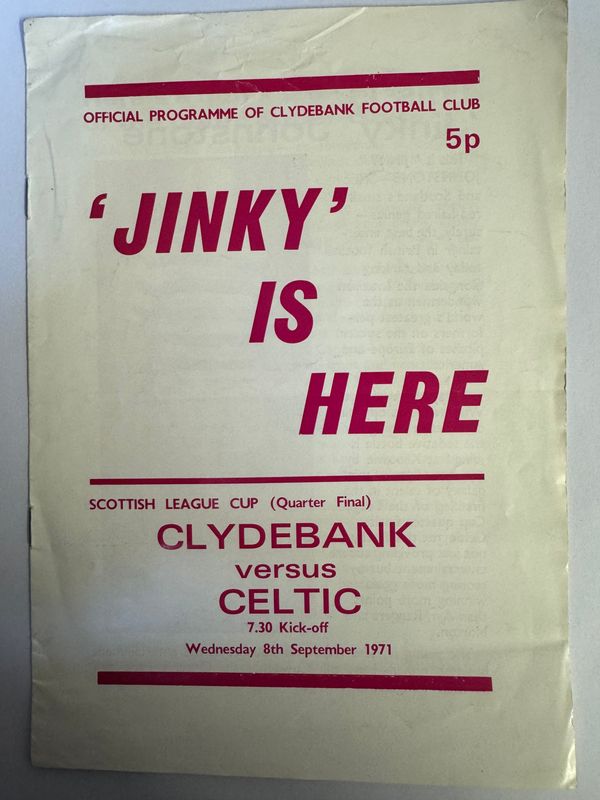 OFFICIAL PROGRAMME OF CLYDEBANK FOOTBALL CLUB
5p
‘JINKY’
IS
HERE
SCOTTISH LEAGUE CUP (Quarter Final)
CLYDEBANK
versus
CELTIC
7.30 Kick-off
Wednesday 8th September 1971